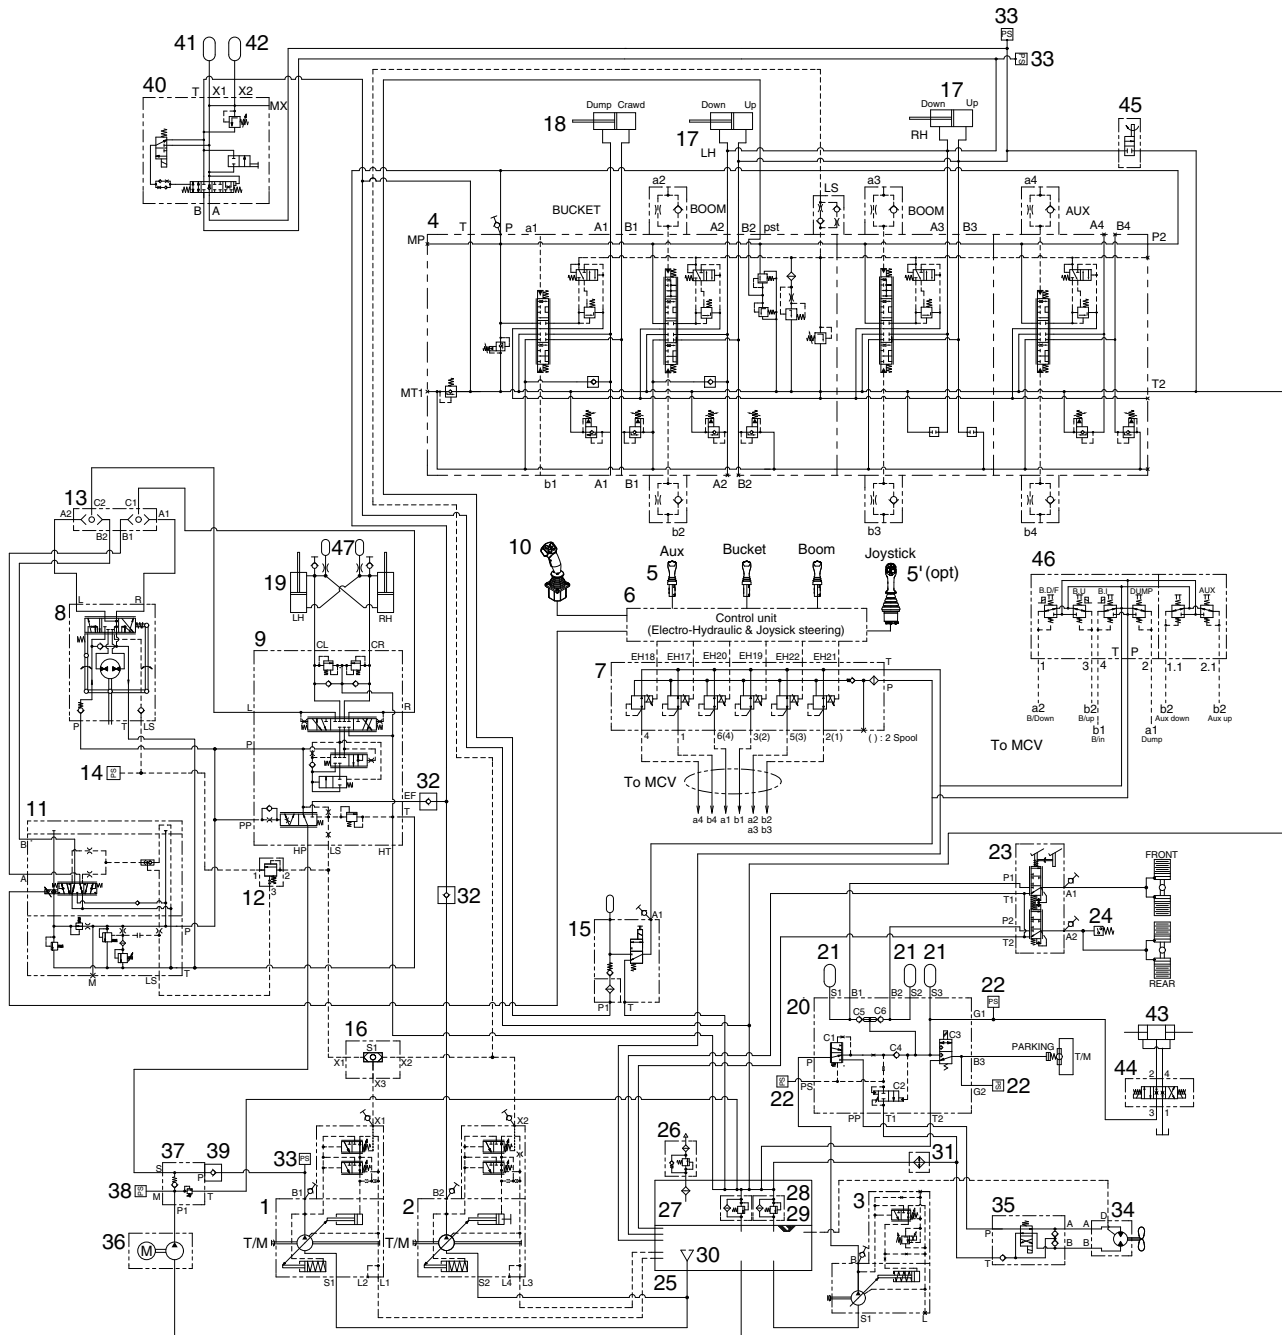 33
PS
PS 33
41 42
40
T X1 X2
MX
B A
Dump Crawd
18
Down Up
17
LH
17
Down Up
RH
45
a2
LS
a3
a4
BUCKET
BOOM
BOOM
AUX
4
T P a1 A1 B1 A2 B2 pst A3 B3 A4 B4
MP
P2
MT1
T2
b1 A1 B1 A2 B2
b2
b3
b4
13
C2 C1
A2 A1
B2 B1
10
Aux
5
Bucket
Boom
Joystick
5'(opt)
46
B.D/F B.U B.I DUMP AUX
T P
1 3 4 2 1.1 2.1
a2
B/Down
b2
B/up
b1
B/in
a1
Dump
b2
Aux down
b2
Aux up
To MCV
6
Control unit
(Electro-Hydraulic & Joysick steering)
EH18 EH17 EH20 EH19 EH22 EH21
7
T
P
4 1 6(4) 3(2) 5(3) 2(1)
( ) : 2 Spool
To MCV
a4 b4 a1 b1 a2 b2
a3 b3
47
19
LH RH
8
L R
P T LS
9
CL CR
L R
P
PP
EF
T
HP LS HT
32
32
14 PS
11
B
A
P
T
M
LS
12
1 2
3
15
A1
P1 T
23
P1
T1
P2
T2
A1
A2
24
FRONT
REAR
21 21 21
S1 B1 B2 S2 S3
20
C5 C6
C1
C3
C4
C2
P
PS
G1
B3
G2
PP T1 T2
22
PS
22
PS
22
PS
PARKING
T/M
43
44
2 4
3 1
16
S1
X1 X2
X3
37 39
S
P
M
T
P1
38 PS
36
M
33 PS
X1
1
B1
T/M
S1 L2 L1
X2
2
B2
T/M
S2 L4 L3
26
27
28
29
30
25
31
3
B
S1 L
35
P
T
A
B
34
D
A
B